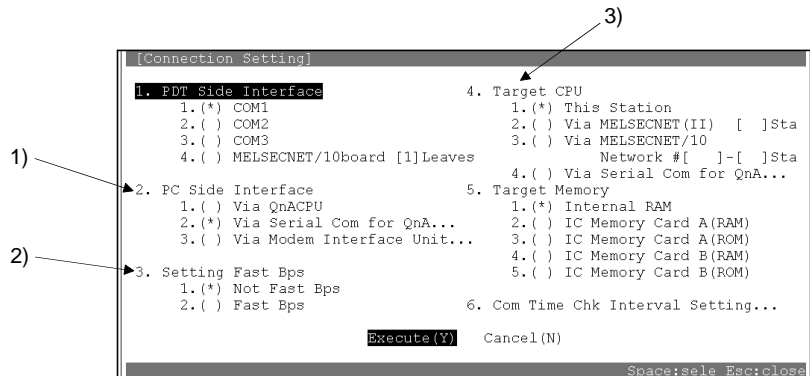 3)
[Connection Setting]
1. PDT Side Interface
1.(*) COM1
2.( ) COM2
3.( ) COM3
4.( ) MELSECNET/10board [1]Leaves
1)
2. PC Side Interface
1.( ) Via QnACPU
2.(*) Via Serial Com for QnA...
3.( ) Via Modem Interface Unit...
2)
3. Setting Fast Bps
1.(*) Not Fast Bps
2.( ) Fast Bps
4. Target CPU
1.(*) This Station
2.( ) Via MELSECNET(II) [ ]Sta
3.( ) Via MELSECNET/10
Network #[ ]-[ ]Sta
4.( ) Via Serial Com for QnA...
5. Target Memory
1.(*) Internal RAM
2.( ) IC Memory Card A(RAM)
3.( ) IC Memory Card A(ROM)
4.( ) IC Memory Card B(RAM)
5.( ) IC Memory Card B(ROM)
6. Com Time Chk Interval Setting...
Execute(Y) Cancel(N)
Space:sele Esc:close